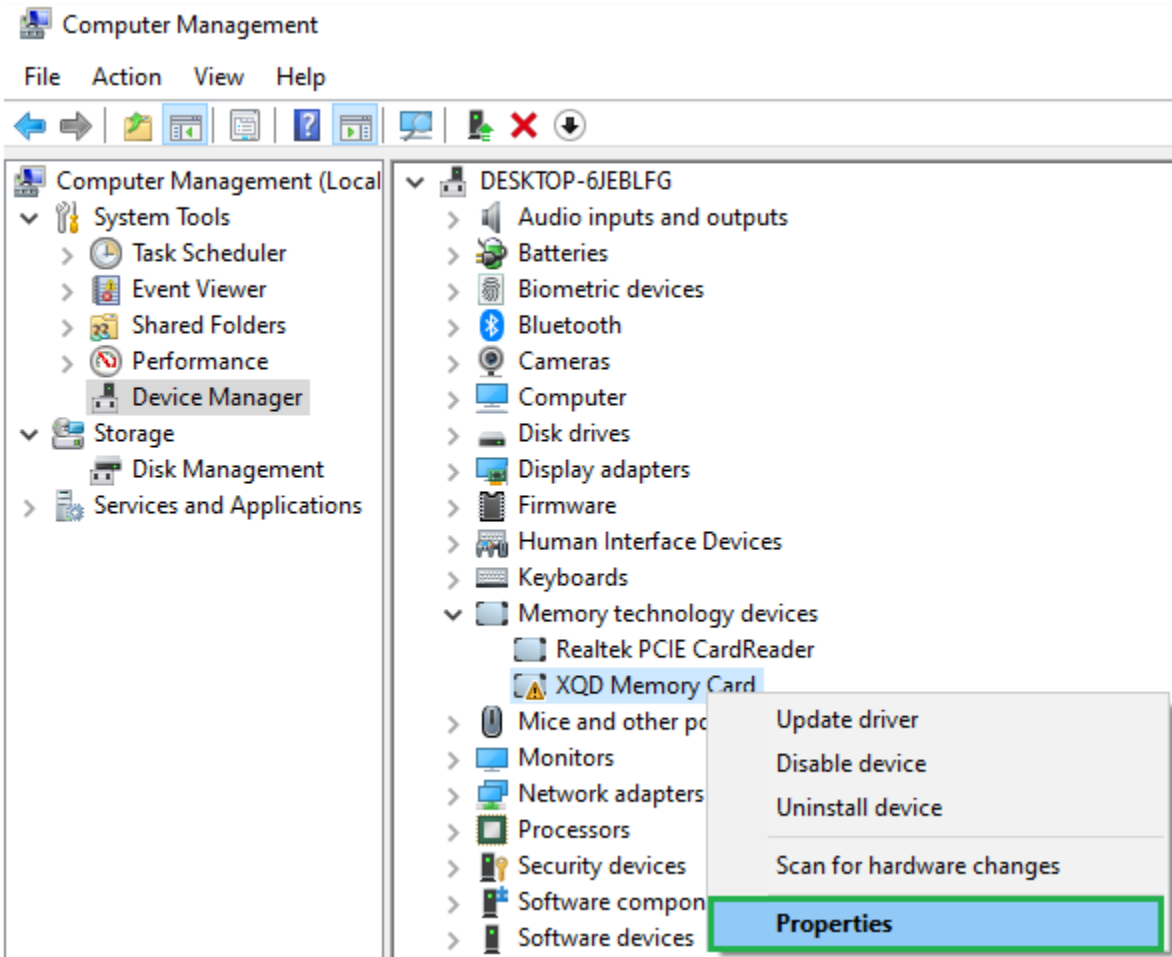 Computer Management
File Action View Help
Computer Management (Local
System Tools
Task Scheduler
Event Viewer
Shared Folders
Performance
Device Manager
Storage
Disk Management
Services and Applications
DESKTOP-6JEBLFG
Audio inputs and outputs
Batteries
Biometric devices
Bluetooth
Cameras
Computer
Disk drives
Display adapters
Firmware
Human Interface Devices
Keyboards
Memory technology devices
Realtek PCIE CardReader
XQD Memory Card
Mice and other po
Monitors
Network adapters
Processors
Security devices
Software compon
Software devices
Update driver
Disable device
Uninstall device
Scan for hardware changes
Properties